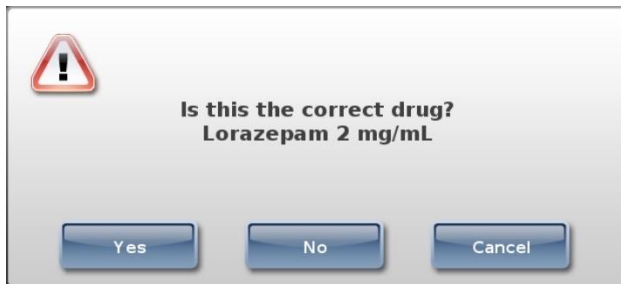 Is this the correct drug?
Lorazepam 2 mg/mL
Yes
No
Cancel